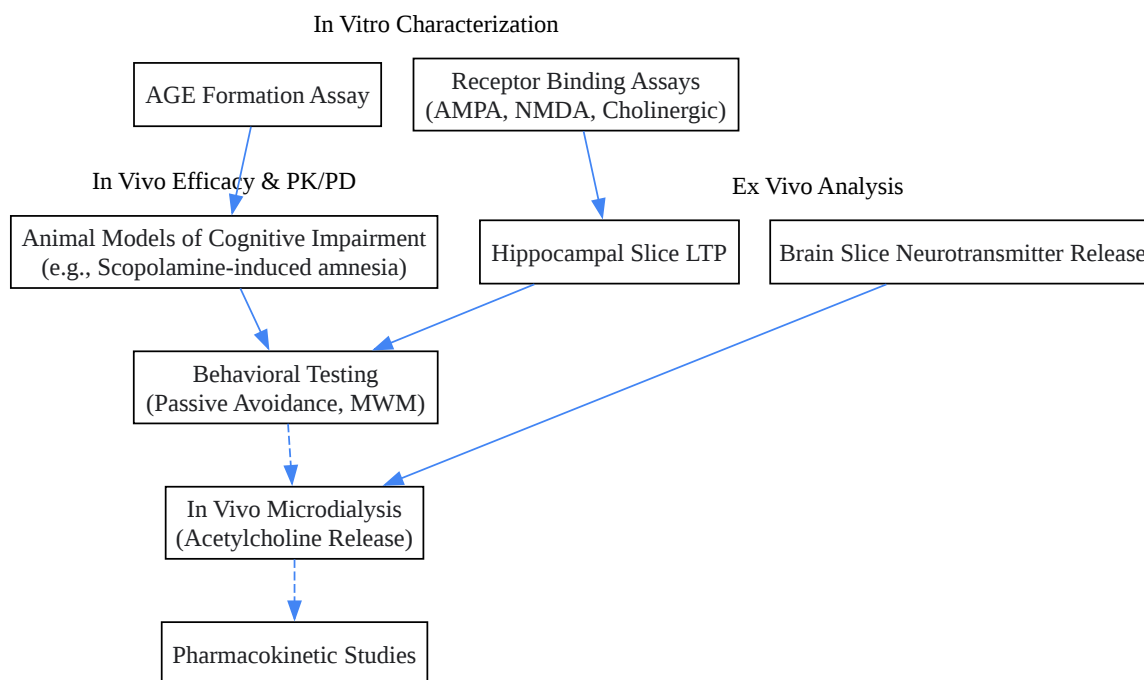 In Vitro Characterization
AGE Formation Assay
Receptor Binding Assays
(AMPA, NMDA, Cholinergic)
In Vivo Efficacy & PK/PD
Ex Vivo Analysis
Animal Models of Cognitive Impairment
(e.g., Scopolamine-induced amnesia)
Hippocampal Slice LTP
Brain Slice Neurotransmitter Release
Behavioral Testing
(Passive Avoidance, MWM)
In Vivo Microdialysis
(Acetylcholine Release)
Pharmacokinetic Studies